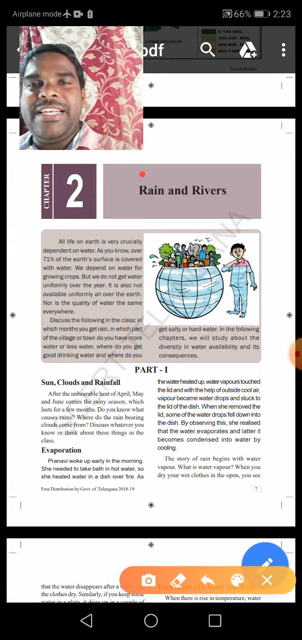 Airplane mode
66% 2:23
pdf
CHAPTER
2
Rain and Rivers
All life on earth is very crucially
dependent on water. As you know, over
71% of the earth's surface is covered
with water. We depend on water for
growing crops. But we do not get water
uniformly over the year. It is also not
available uniformly all over the earth.
Nor is the quality of water the same
everywhere.
Discuss the following in the class: in
which months you get rain, in which part
of the village or town do you have more
water or less water, where do you get
good drinking water and where do you
get salty or hard water. In the following
chapters, we will study about the
diversity in water availability and its
consequences.
PART - I
Sun, Clouds and Rainfall
After the unbearable heat of April, May
and June comes the rainy season, which
lasts for a few months. Do you know what
causes rains? Where do the rain bearing
clouds come from? Discuss whatever you
know or think about these things in the
class.
Evaporation
Pranavi woke up early in the morning.
She needed to take bath in hot water, so
she heated water in a dish over fire. As
the water heated up, water vapours touched
the lid and with the help of outside cool air,
vapour became water drops and stuck to
the lid of the dish. When she removed the
lid, some of the water drops fell down into
the dish. By observing this, she realised
that the water evaporates and latter it
becomes condensed into water by
cooling.
The story of rain begins with water
vapour. What is water vapour? When you
dry your wet clothes in the open, you see
Free Distribution by Govt. of Telangana 2018-19
7
that the water disappears after a
the clothes dry. Similarly, if you keep some
When there is rise in temperature, water